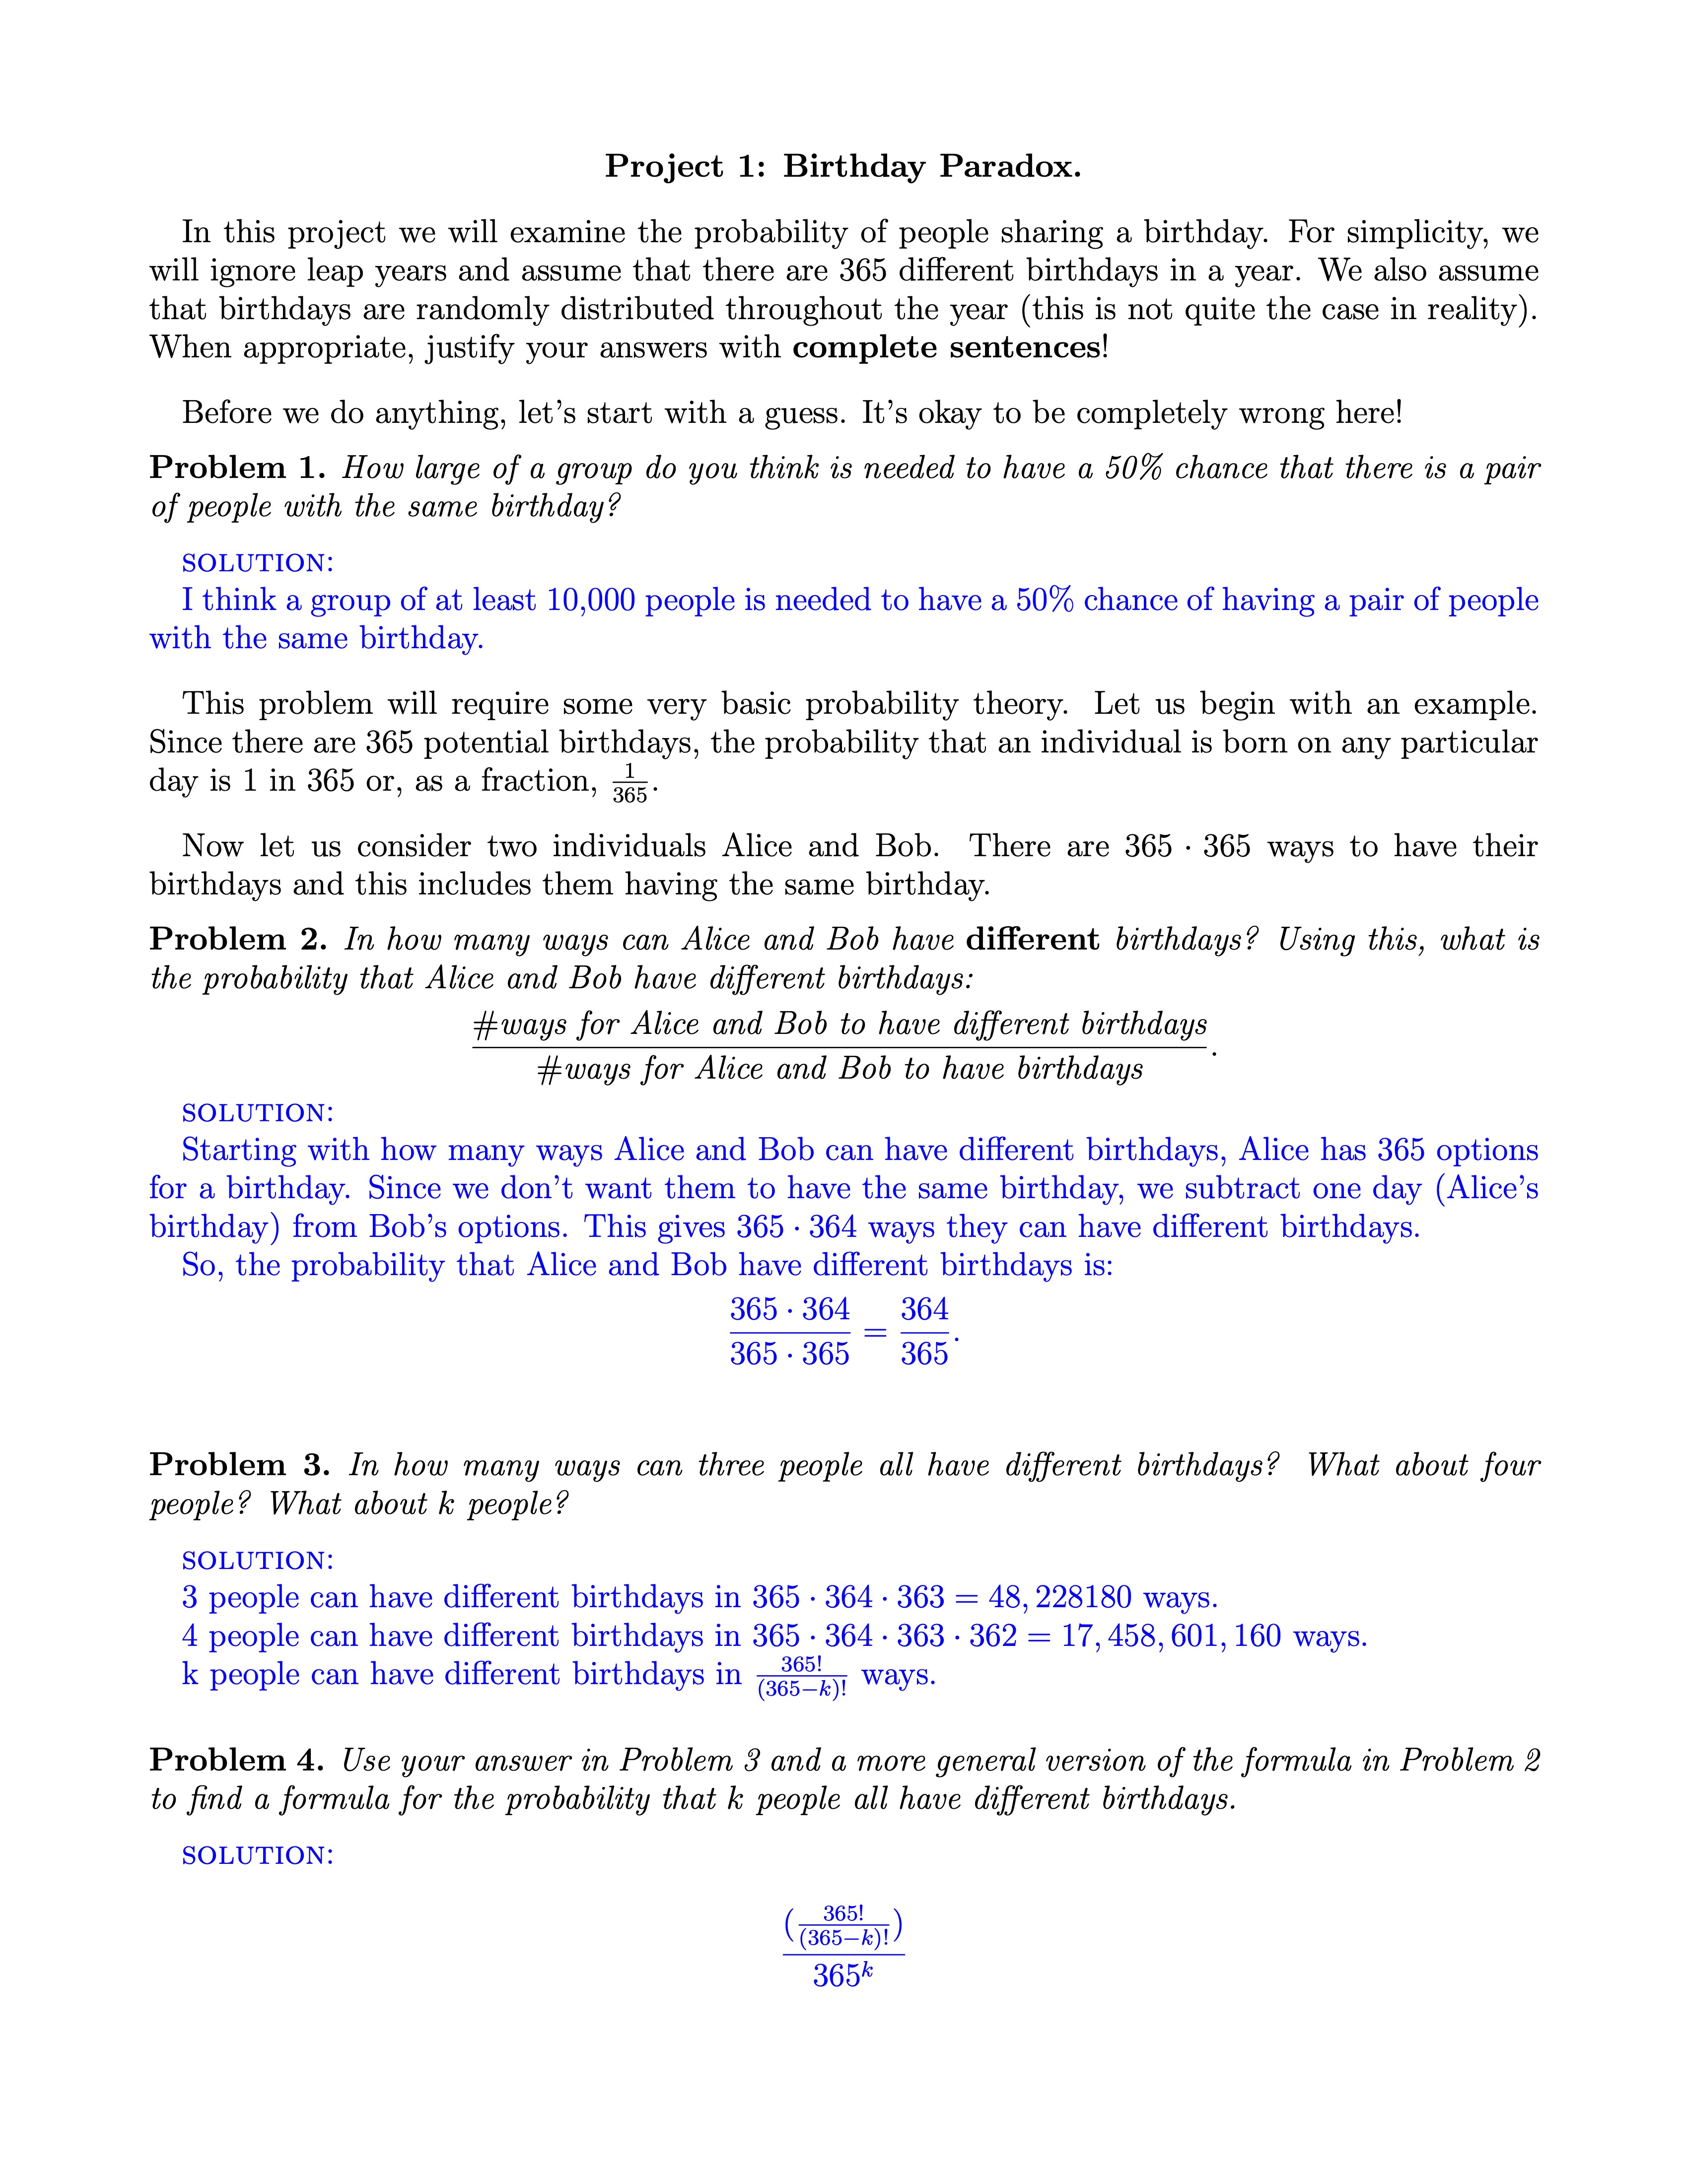 Project 1: Birthday Paradox.
In this project we will examine the probability of people sharing a birthday. For simplicity, we
will ignore leap years and assume that there are 365 different birthdays in a year. We also assume
that birthdays are randomly distributed throughout the year (this is not quite the case in reality).
When appropriate, justify your answers with complete sentences!
Before we do anything, let's start with a guess. It's okay to be completely wrong here!
Problem 1. How large of a group do you think is needed to have a 50% chance that there is a pair
of people with the same birthday?
SOLUTION:
I think a group of at least 10,000 people is needed to have a 50% chance of having a pair of people
with the same birthday.
This problem will require some very basic probability theory. Let us begin with an example.
Since there are 365 potential birthdays, the probability that an individual is born on any particular
day is 1 in 365 or, as a fraction, \frac{1}{365}.
Now let us consider two individuals Alice and Bob. There are 365 · 365 ways to have their
birthdays and this includes them having the same birthday.
Problem 2. In how many ways can Alice and Bob have different birthdays? Using this, what is
the probability that Alice and Bob have different birthdays:
\frac{#ways for Alice and Bob to have different birthdays}{#ways for Alice and Bob to have birthdays}.
SOLUTION:
Starting with how many ways Alice and Bob can have different birthdays, Alice has 365 options
for a birthday. Since we don't want them to have the same birthday, we subtract one day (Alice's
birthday) from Bob's options. This gives 365 · 364 ways they can have different birthdays.
So, the probability that Alice and Bob have different birthdays is:
\frac{365 · 364}{365 · 365} = \frac{364}{365}.
Problem 3. In how many ways can three people all have different birthdays? What about four
people? What about k people?
SOLUTION:
3 people can have different birthdays in 365 · 364 · 363 = 48, 228180 ways.
4 people can have different birthdays in 365 · 364 · 363 · 362 = 17, 458, 601, 160 ways.
k people can have different birthdays in \frac{365!}{(365−k)!} ways.
Problem 4. Use your answer in Problem 3 and a more general version of the formula in Problem 2
to find a formula for the probability that k people all have different birthdays.
SOLUTION:
\frac{(\frac{365!}{(365−k)!})}{365^k}